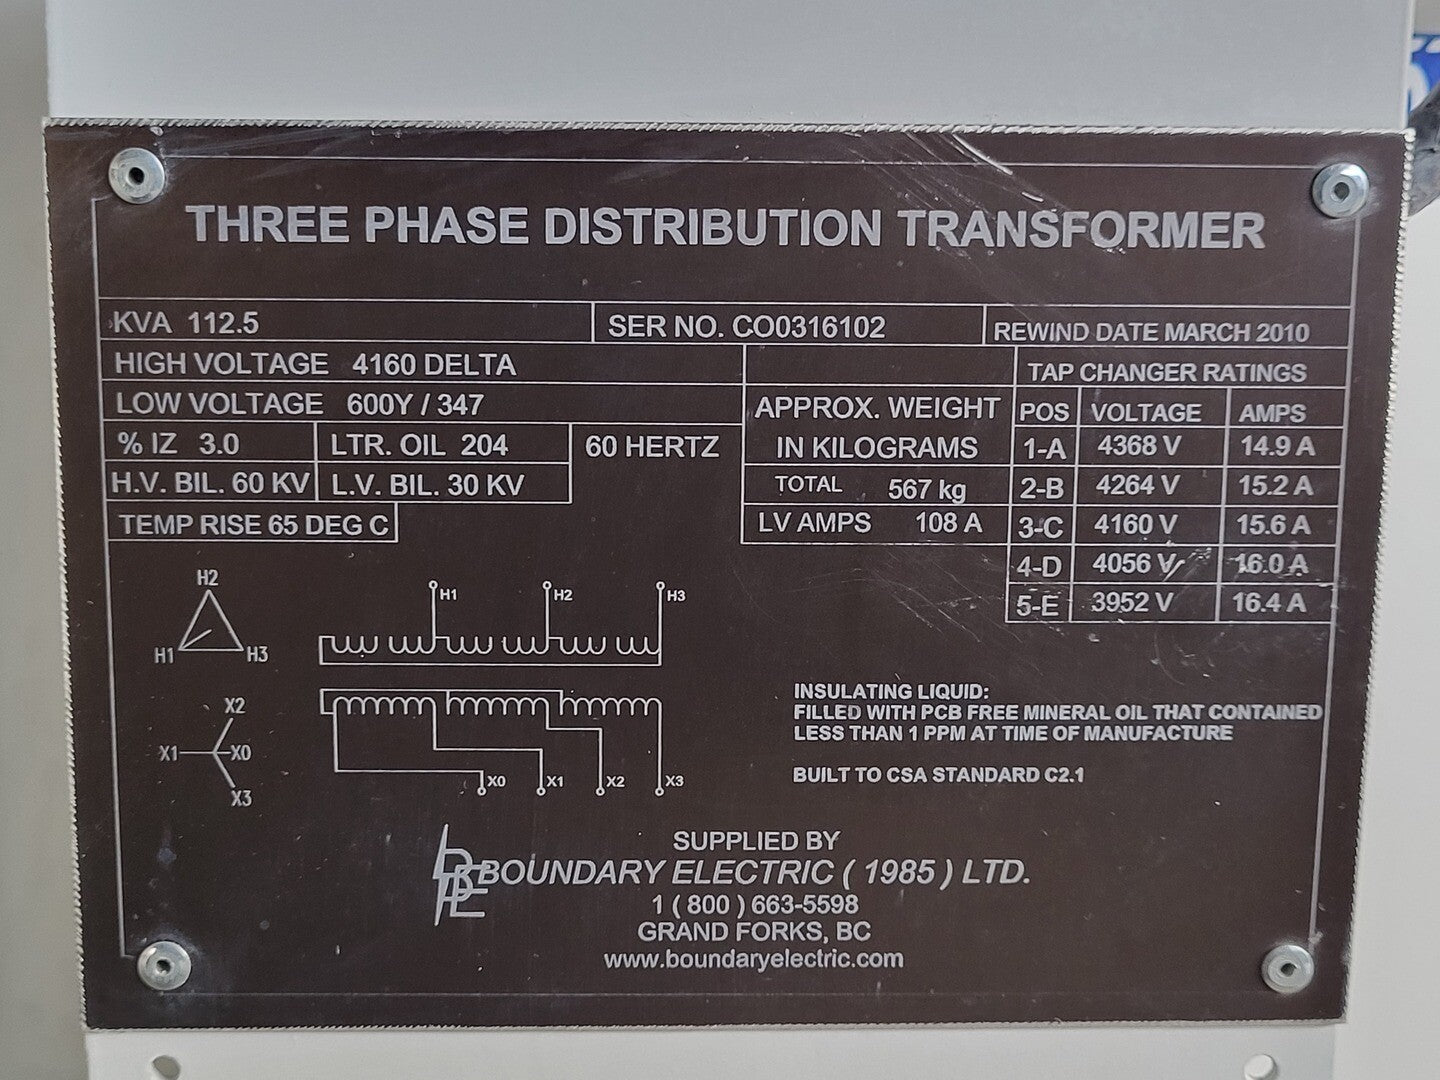 THREE PHASE DISTRIBUTION TRANSFORMER
KVA 112.5
SER NO. CO0316102
REWIND DATE MARCH 2010
HIGH VOLTAGE 4160 DELTA
LOW VOLTAGE 600Y / 347
% IZ 3.0
LTR. OIL 204
60 HERTZ
H.V. BIL. 60 KV
L.V. BIL. 30 KV
TEMP RISE 65 DEG C
APPROX. WEIGHT
IN KILOGRAMS
TOTAL 567 kg
LV AMPS 108 A
TAP CHANGER RATINGS
POS VOLTAGE AMPS
1-A 4368 V 14.9 A
2-B 4264 V 15.2 A
3-C 4160 V 15.6 A
4-D 4056 V 16.0 A
5-E 3952 V 16.4 A
H2
H1 H3
H1 H2 H3
X2
X1 X0
X3
X0 X1 X2 X3
INSULATING LIQUID:
FILLED WITH PCB FREE MINERAL OIL THAT CONTAINED
LESS THAN 1 PPM AT TIME OF MANUFACTURE
BUILT TO CSA STANDARD C2.1
SUPPLIED BY
BE BOUNDARY ELECTRIC ( 1985 ) LTD.
1 ( 800 ) 663-5598
GRAND FORKS, BC
www.boundaryelectric.com